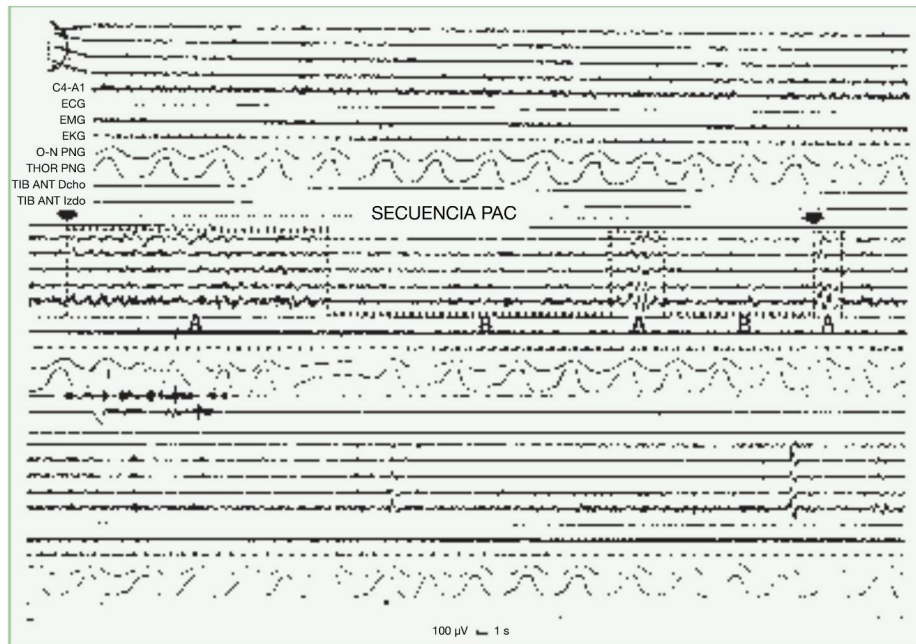 C4-A1
ECG
EMG
EKG
O-N PNG
THOR PNG
TIB ANT Dcho
TIB ANT Izdo
SECUENCIA PAC
A B A B A
100 µV 1 s